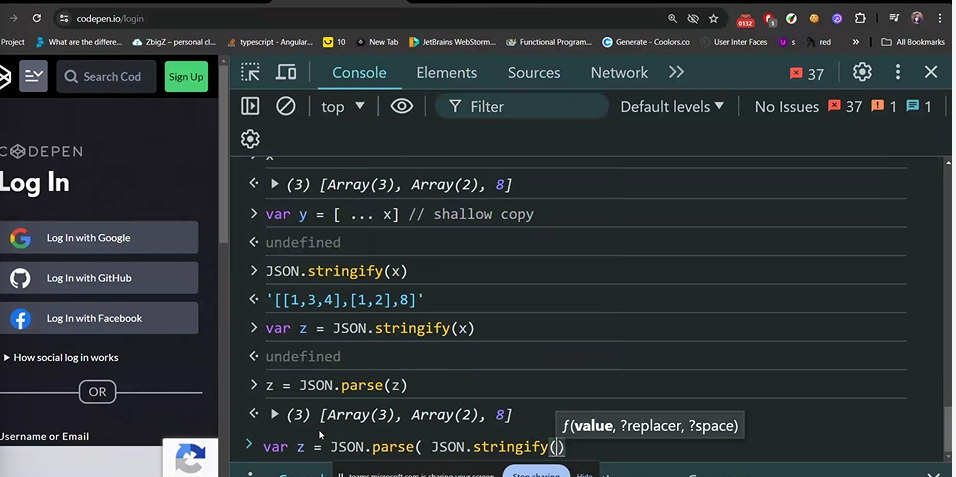 codepen.io/login
0132
1
Project
What are the differe...
ZbigZ – personal cl...
typescript - Angular...
10
New Tab
JetBrains WebStorm...
Functional Program...
Generate - Coolors.co
User Inter Faces
s
red
»
All Bookmarks
Search Cod
Sign Up
Console
Elements
Sources
Network
37
top
Filter
Default levels
No Issues
37
1
1
CODEPEN
Log In
Log In with Google
Log In with GitHub
Log In with Facebook
How social log in works
OR
Username or Email
x
(3) [Array(3), Array(2), 8]
var y = [ ... x] // shallow copy
undefined
JSON.stringify(x)
'[[1,3,4],[1,2],8]'
var z = JSON.stringify(x)
undefined
z = JSON.parse(z)
(3) [Array(3), Array(2), 8]
ƒ(value, ?replacer, ?space)
var z = JSON.parse( JSON.stringify()
teams.microsoft.com is sharing your screen.
Stop sharing
Hide